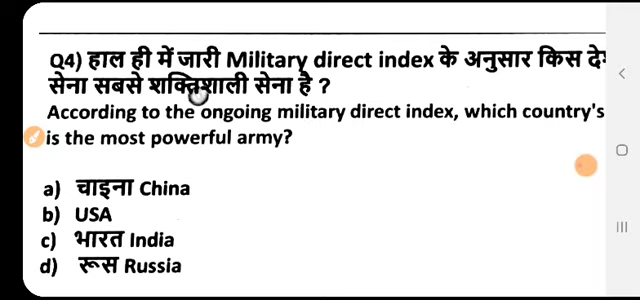 Q4) हाल ही में जारी Military direct index के अनुसार किस
सेना सबसे शक्तिशाली सेना है ?
According to the ongoing military direct index, which country's
is the most powerful army?
a) चाइना China
b) USA
c) भारत India
d) रूस Russia